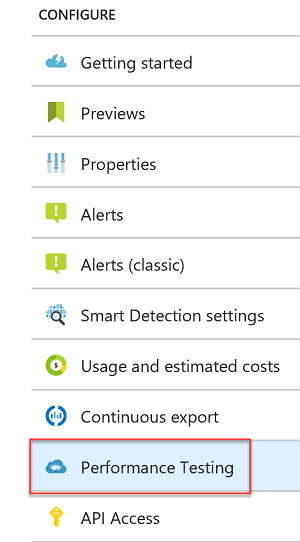 CONFIGURE
Getting started
Previews
Properties
Alerts
Alerts (classic)
Smart Detection settings
Usage and estimated costs
Continuous export
Performance Testing
API Access